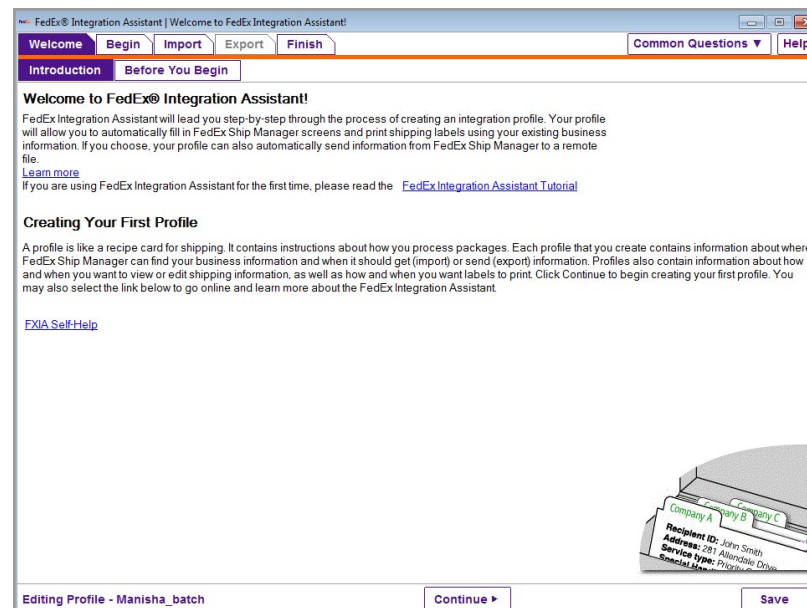 FedEx® Integration Assistant | Welcome to FedEx Integration Assistant!
Welcome Begin Import Export Finish Common Questions ▼ Help
Introduction Before You Begin
Welcome to FedEx® Integration Assistant!
FedEx Integration Assistant will lead you step-by-step through the process of creating an integration profile. Your profile
will allow you to automatically fill in FedEx Ship Manager screens and print shipping labels using your existing business
information. If you choose, your profile can also automatically send information from FedEx Ship Manager to a remote
file.
Learn more
If you are using FedEx Integration Assistant for the first time, please read the FedEx Integration Assistant Tutorial
Creating Your First Profile
A profile is like a recipe card for shipping. It contains instructions about how you process packages. Each profile that you create contains information about where
FedEx Ship Manager can find your business information and when it should get (import) or send (export) information. Profiles also contain information about how
and when you want to view or edit shipping information, as well as how and when you want labels to print. Click Continue to begin creating your first profile. You
may also select the link below to go online and learn more about the FedEx Integration Assistant.
FXIA Self-Help
Company A Company B Company C
Recipient ID: John Smith
Address: 281 Allendale Drive
Service type: Priority
Special
Editing Profile - Manisha_batch Continue ▸ Save